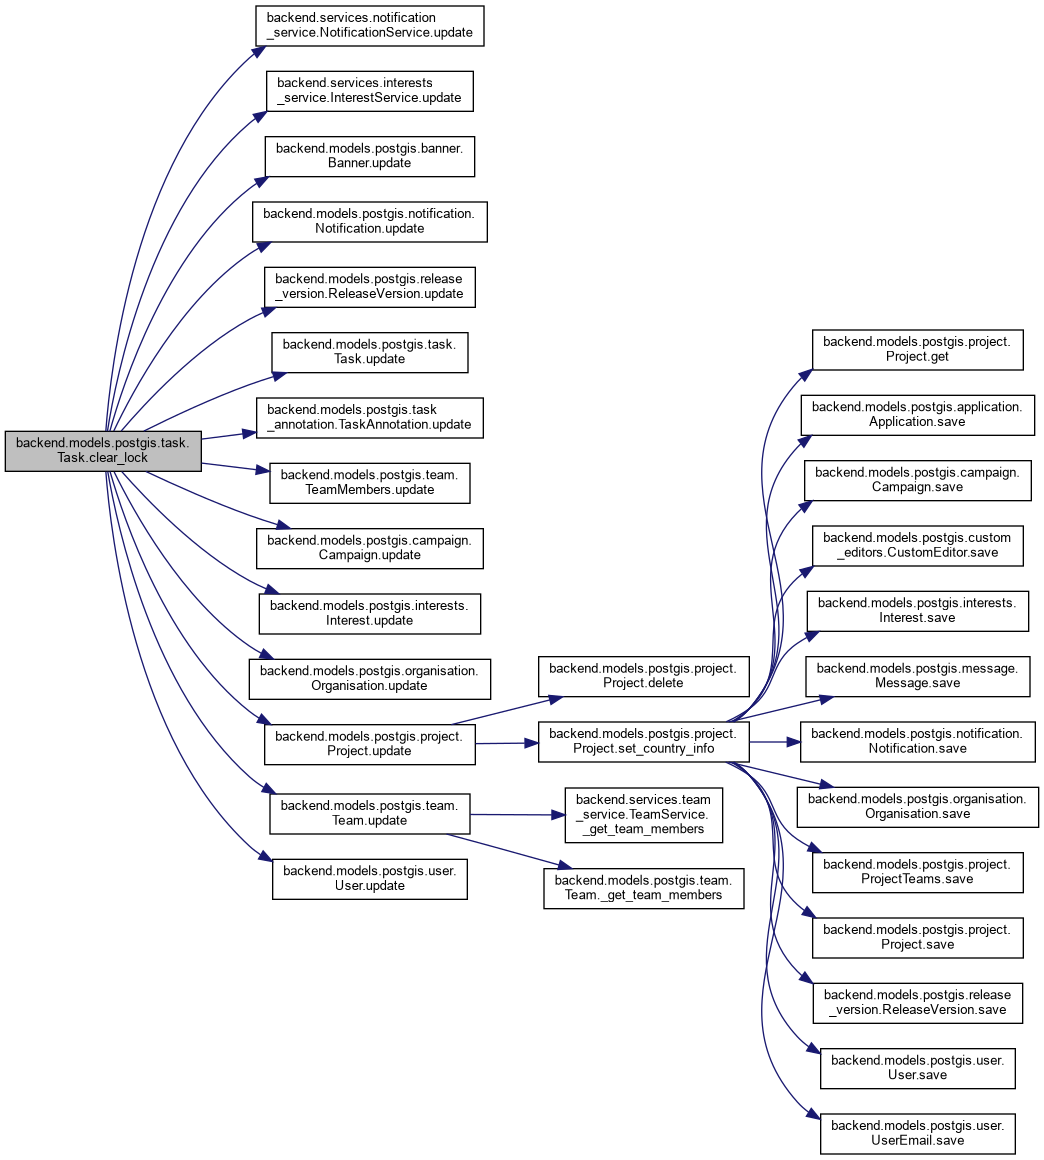 backend.services.notification
_service.NotificationService.update
backend.services.interests
_service.InterestService.update
backend.models.postgis.banner.
Banner.update
backend.models.postgis.notification.
Notification.update
backend.models.postgis.release
_version.ReleaseVersion.update
backend.models.postgis.task.
Task.update
backend.models.postgis.task
_annotation.TaskAnnotation.update
backend.models.postgis.task.
Task.clear_lock
backend.models.postgis.team.
TeamMembers.update
backend.models.postgis.campaign.
Campaign.update
backend.models.postgis.interests.
Interest.update
backend.models.postgis.organisation.
Organisation.update
backend.models.postgis.project.
Project.update
backend.models.postgis.team.
Team.update
backend.models.postgis.user.
User.update
backend.models.postgis.project.
Project.delete
backend.models.postgis.project.
Project.set_country_info
backend.services.team
_service.TeamService.
_get_team_members
backend.models.postgis.team.
Team._get_team_members
backend.models.postgis.project.
Project.get
backend.models.postgis.application.
Application.save
backend.models.postgis.campaign.
Campaign.save
backend.models.postgis.custom
_editors.CustomEditor.save
backend.models.postgis.interests.
Interest.save
backend.models.postgis.message.
Message.save
backend.models.postgis.notification.
Notification.save
backend.models.postgis.organisation.
Organisation.save
backend.models.postgis.project.
ProjectTeams.save
backend.models.postgis.project.
Project.save
backend.models.postgis.release
_version.ReleaseVersion.save
backend.models.postgis.user.
User.save
backend.models.postgis.user.
UserEmail.save